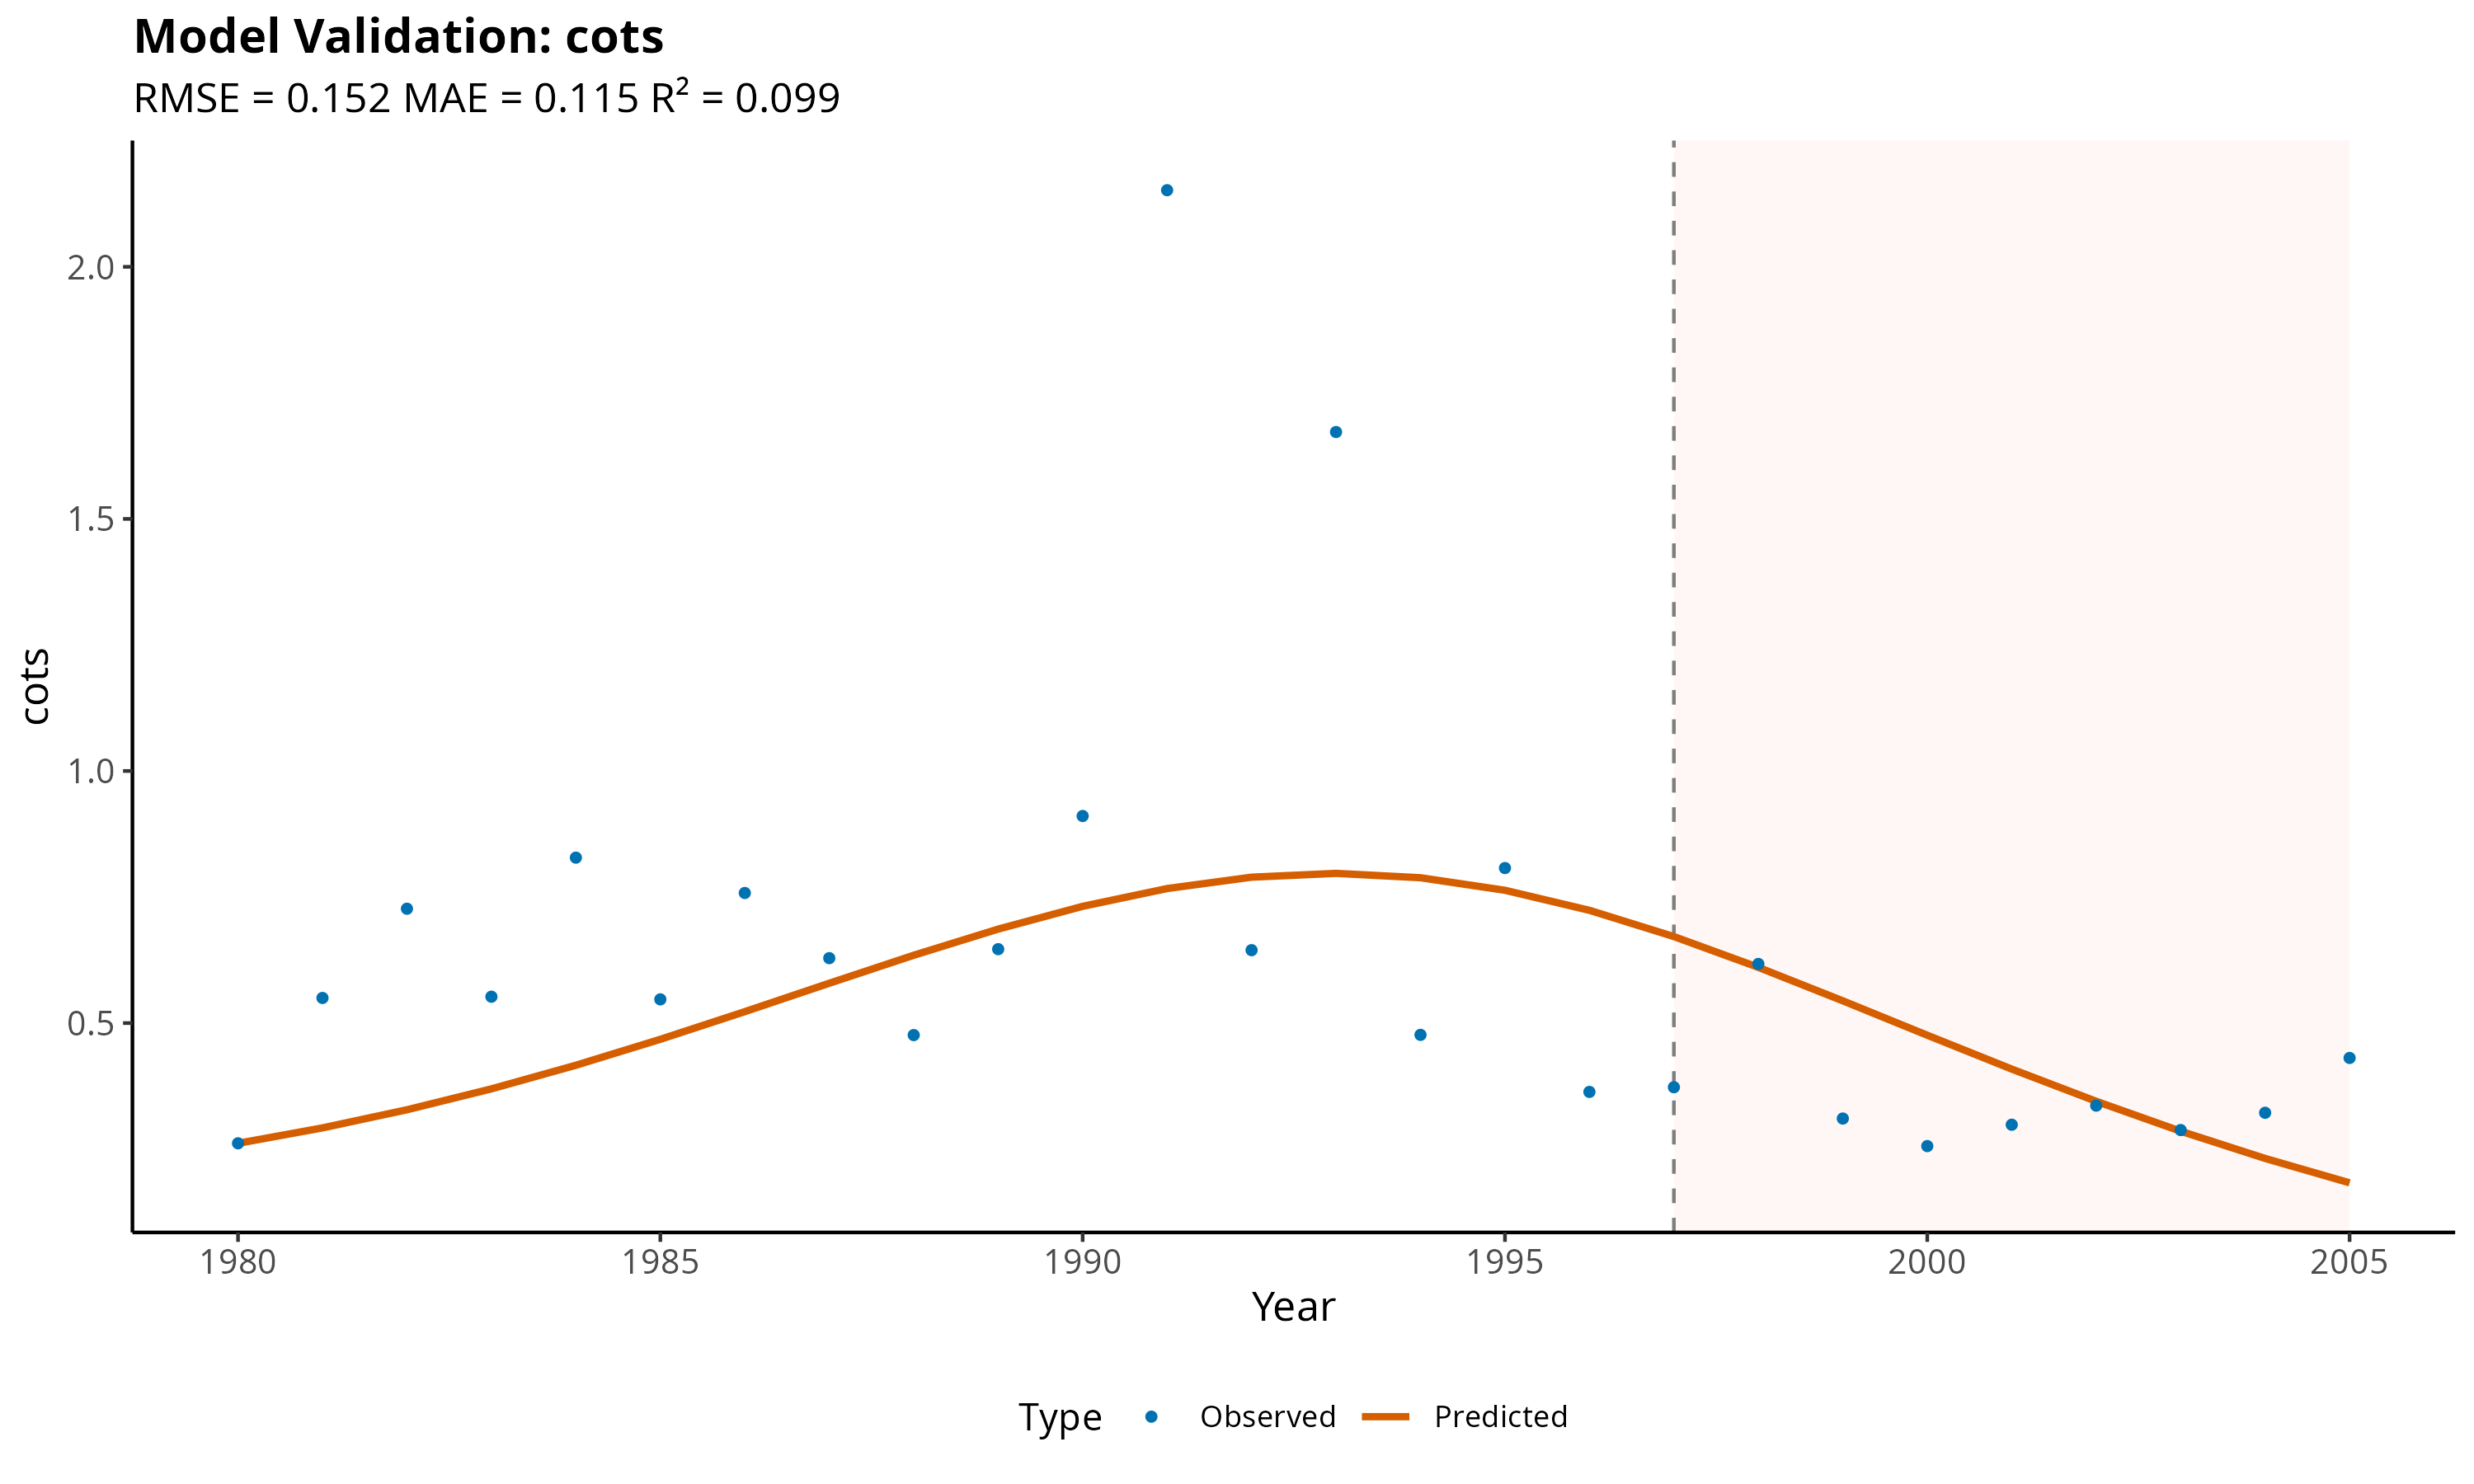 Model Validation: cots
RMSE = 0.152 MAE = 0.115 R² = 0.099
cots
2.0
1.5
1.0
0.5
1980 1985 1990 1995 2000 2005
Year
Type Observed Predicted